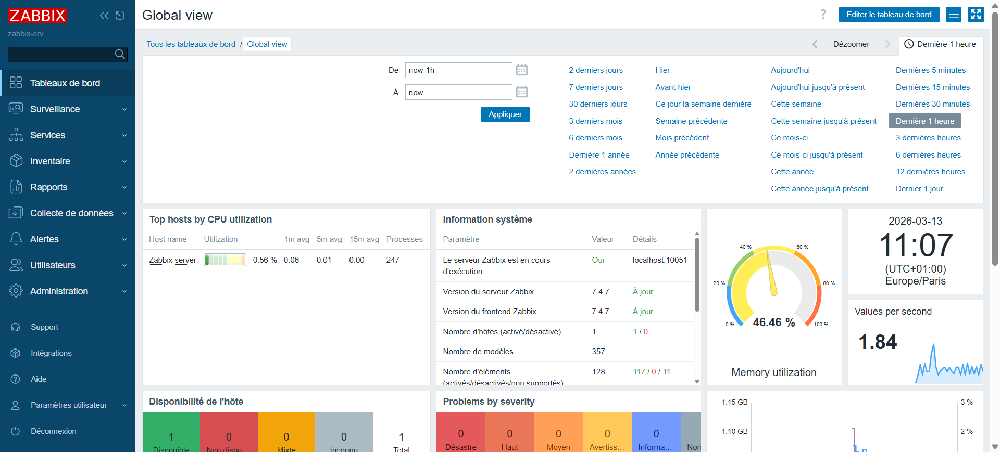 ZABBIX
zabbix-srv
Tableaux de bord
Surveillance
Services
Inventaire
Rapports
Collecte de données
Alertes
Utilisateurs
Administration
Support
Intégrations
Aide
Paramètres utilisateur
Déconnexion
Global view
?
Editer le tableau de bord
Tous les tableaux de bord / Global view
Dézoomer
Dernière 1 heure
De now-1h
À now
Appliquer
2 derniers jours
7 derniers jours
30 derniers jours
3 derniers mois
6 derniers mois
Dernière 1 année
2 dernières années
Hier
Avant-hier
Ce jour la semaine dernière
Semaine précédente
Mois précédent
Année précédente
Aujourd'hui
Aujourd'hui jusqu'à présent
Cette semaine
Cette semaine jusqu'à présent
Ce mois-ci
Ce mois-ci jusqu'à présent
Cette année
Cette année jusqu'à présent
Dernières 5 minutes
Dernières 15 minutes
Dernières 30 minutes
Dernière 1 heure
3 dernières heures
6 dernières heures
12 dernières heures
Dernier 1 jour
Top hosts by CPU utilization
Host name Utilization 1m avg 5m avg 15m avg Processes
Zabbix server 0.56 % 0.06 0.01 0.00 247
Information système
Paramètre Valeur Détails
Le serveur Zabbix est en cours d'exécution Oui localhost:10051
Version du serveur Zabbix 7.4.7 À jour
Version du frontend Zabbix 7.4.7 À jour
Nombre d'hôtes (activé/désactivé) 1 1 / 0
Nombre de modèles 357
Nombre d'éléments 128 117 / 0 / 11
(activés/désactivés/non supportés)
0 %
20 %
40 %
60 %
80 %
100 %
46.46 %
Memory utilization
2026-03-13
11:07
(UTC+01:00)
Europe/Paris
Values per second
1.84
Disponibilité de l'hôte
1 Disponible
0 Non dispo...
0 Mixte
0 Inconnu
1 Total
Problems by severity
0 Désastre
0 Haut
0 Moyen
0 Avertiss...
0 Informa...
Non
1.15 GB
1.10 GB
3 %
2 %